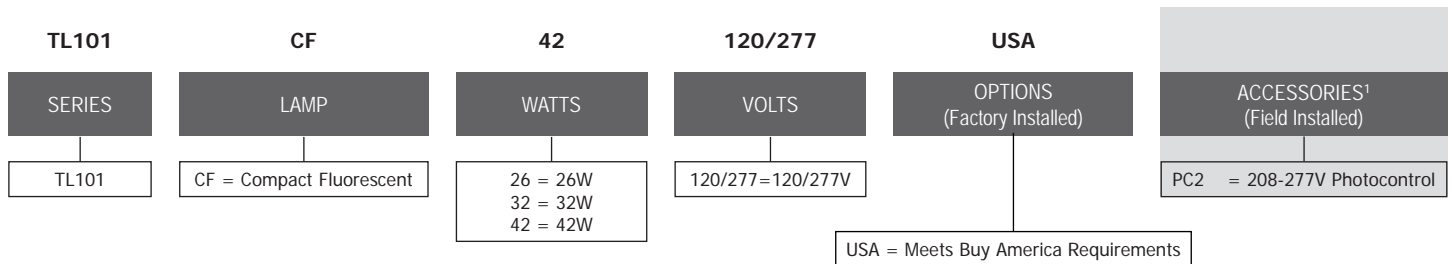 TL101 CF 42 120/277 USA
SERIES LAMP WATTS VOLTS OPTIONS (Factory Installed) ACCESSORIES¹ (Field Installed)
TL101
CF = Compact Fluorescent
26 = 26W
32 = 32W
42 = 42W
120/277=120/277V
USA = Meets Buy America Requirements
PC2 = 208-277V Photocontrol